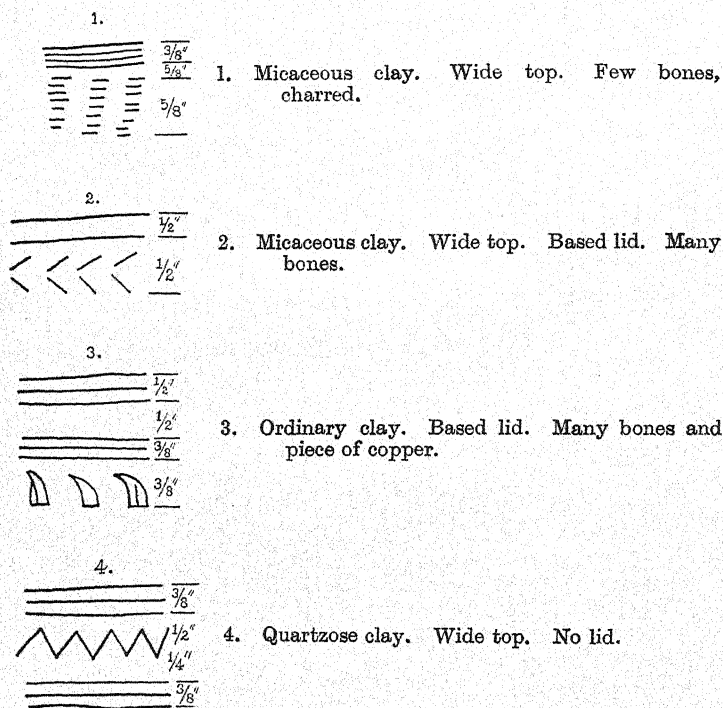 1.
3/8"
5/8"
5/8"
1. Micaceous clay. Wide top. Few bones,
charred.
2.
1/2"
1/2"
2. Micaceous clay. Wide top. Based lid. Many
bones.
3.
1/2"
1/2"
3/8"
3/8"
3. Ordinary clay. Based lid. Many bones and
piece of copper.
4.
3/8"
1/2"
1/4"
3/8"
4. Quartzose clay. Wide top. No lid.